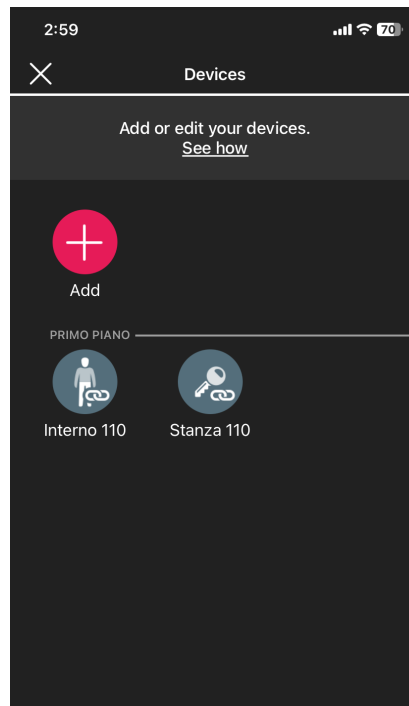 2:59
70
Devices
Add or edit your devices.
See how
Add
PRIMO PIANO
Interno 110
Stanza 110